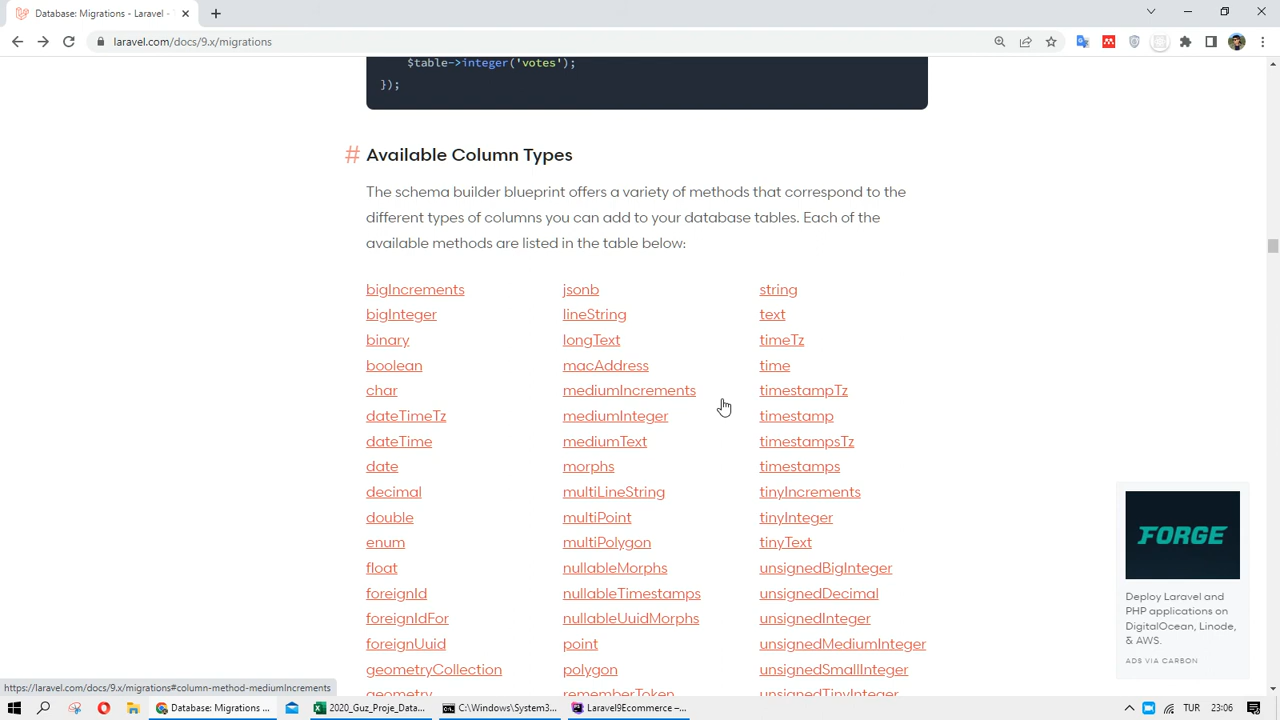 Database: Migrations - Laravel -
laravel.com/docs/9.x/migrations
$table->integer('votes');
});
# Available Column Types
The schema builder blueprint offers a variety of methods that correspond to the
different types of columns you can add to your database tables. Each of the
available methods are listed in the table below:
bigIncrements
bigInteger
binary
boolean
char
dateTimeTz
dateTime
date
decimal
double
enum
float
foreignId
foreignIdFor
foreignUuid
geometryCollection
geometry
jsonb
lineString
longText
macAddress
mediumIncrements
mediumInteger
mediumText
morphs
multiLineString
multiPoint
multiPolygon
nullableMorphs
nullableTimestamps
nullableUuidMorphs
point
polygon
rememberToken
string
text
timeTz
time
timestampTz
timestamp
timestampsTz
timestamps
tinyIncrements
tinyInteger
tinyText
unsignedBigInteger
unsignedDecimal
unsignedInteger
unsignedMediumInteger
unsignedSmallInteger
unsignedTinyInteger
FORGE
Deploy Laravel and
PHP applications on
DigitalOcean, Linode,
& AWS.
ADS VIA CARBON
https://laravel.com/docs/9.x/migrations#column-method-mediumIncrements
Database: Migrations ...
2020_Guz_Proje_Data...
C:\Windows\System3...
Laravel9Ecommerce –...
TUR
23:06